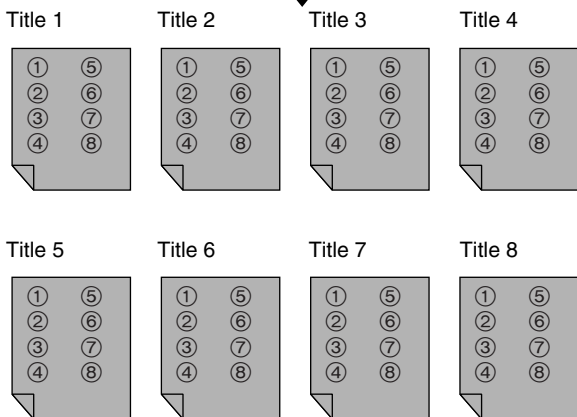 Title 1 Title 2 Title 3 Title 4
① ⑤ ① ⑤ ① ⑤ ① ⑤
② ⑥ ② ⑥ ② ⑥ ② ⑥
③ ⑦ ③ ⑦ ③ ⑦ ③ ⑦
④ ⑧ ④ ⑧ ④ ⑧ ④ ⑧
Title 5 Title 6 Title 7 Title 8
① ⑤ ① ⑤ ① ⑤ ① ⑤
② ⑥ ② ⑥ ② ⑥ ② ⑥
③ ⑦ ③ ⑦ ③ ⑦ ③ ⑦
④ ⑧ ④ ⑧ ④ ⑧ ④ ⑧